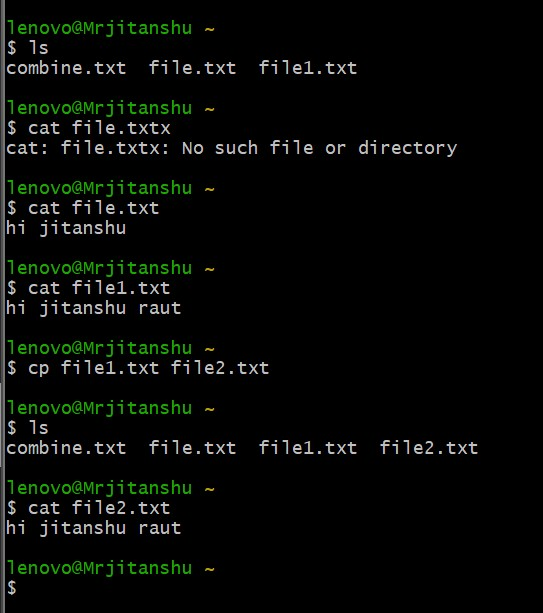 lenovo@Mrjitanshu ~
$ ls
combine.txt  file.txt  file1.txt
lenovo@Mrjitanshu ~
$ cat file.txtx
cat: file.txtx: No such file or directory
lenovo@Mrjitanshu ~
$ cat file.txt
hi jitanshu
lenovo@Mrjitanshu ~
$ cat file1.txt
hi jitanshu raut
lenovo@Mrjitanshu ~
$ cp file1.txt file2.txt
lenovo@Mrjitanshu ~
$ ls
combine.txt  file.txt  file1.txt  file2.txt
lenovo@Mrjitanshu ~
$ cat file2.txt
hi jitanshu raut
lenovo@Mrjitanshu ~
$